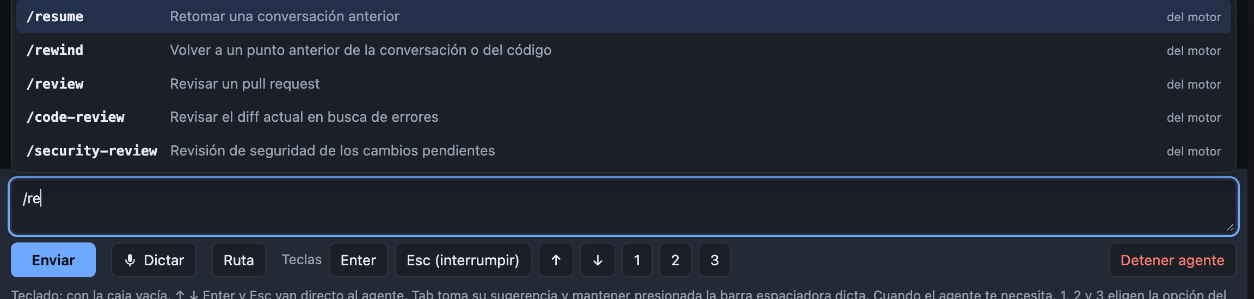 /resume Retomar una conversación anterior del motor
/rewind Volver a un punto anterior de la conversación o del código del motor
/review Revisar un pull request del motor
/code-review Revisar el diff actual en busca de errores del motor
/security-review Revisión de seguridad de los cambios pendientes del motor
/re
Enviar Dictar Ruta Teclas Enter Esc (interrumpir) ↑ ↓ 1 2 3 Detener agente
Teclado: con la caja vacía, ↑ ↓ Enter y Esc van directo al agente. Tab toma su sugerencia y mantener presionada la barra espaciadora dicta. Cuando el agente te necesita, 1, 2 y 3 eligen la opción del